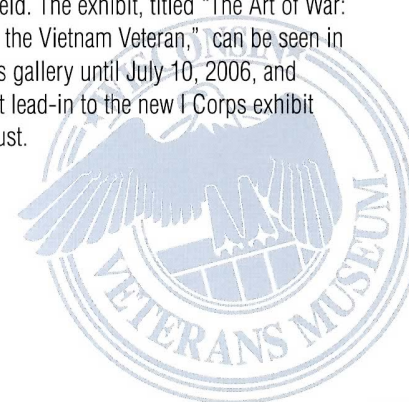 eld. The exhibit, titled "The Art of War:
the Vietnam Veteran," can be seen in
s gallery until July 10, 2006, and
t lead-in to the new I Corps exhibit
ust.
WISCONSIN
VETERANS MUSEUM